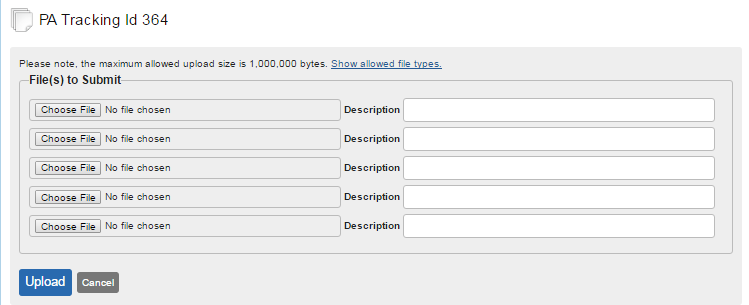 PA Tracking Id 364
Please note, the maximum allowed upload size is 1,000,000 bytes. Show allowed file types.
File(s) to Submit
Choose File No file chosen Description
Choose File No file chosen Description
Choose File No file chosen Description
Choose File No file chosen Description
Choose File No file chosen Description
Upload Cancel